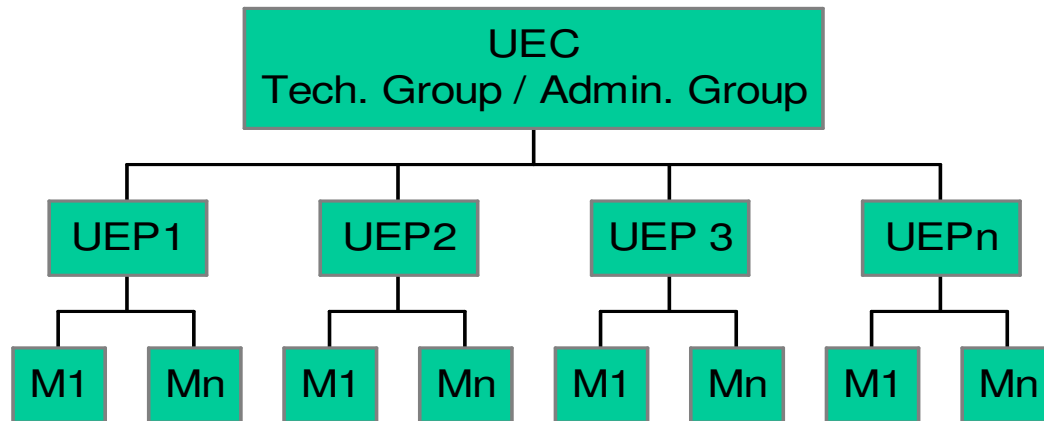 UEC
Tech. Group / Admin. Group
UEP1
UEP2
UEP 3
UEPn
M1
Mn
M1
Mn
M1
Mn
M1
Mn